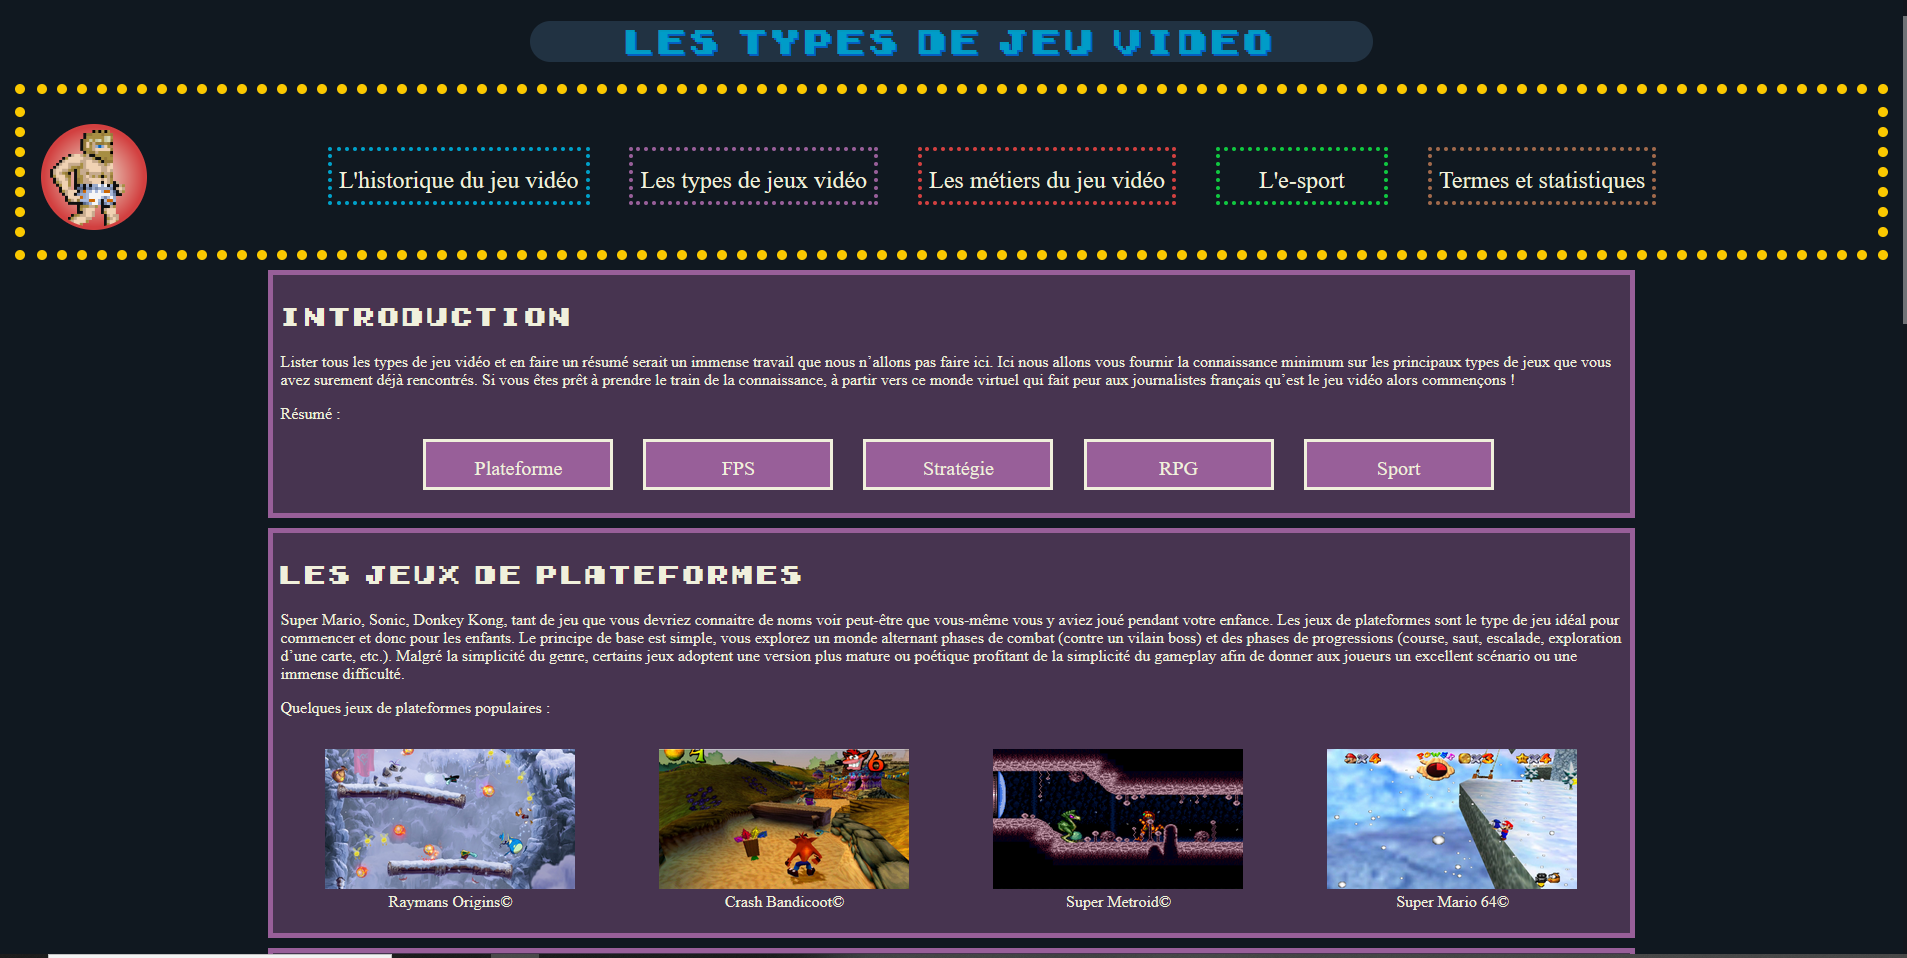 LES TYPES DE JEU VIDEO
L'historique du jeu vidéo
Les types de jeux vidéo
Les métiers du jeu vidéo
L'e-sport
Termes et statistiques
INTRODUCTION
Lister tous les types de jeu vidéo et en faire un résumé serait un immense travail que nous n’allons pas faire ici. Ici nous allons vous fournir la connaissance minimum sur les principaux types de jeux que vous
avez surement déjà rencontrés. Si vous êtes prêt à prendre le train de la connaissance, à partir vers ce monde virtuel qui fait peur aux journalistes français qu’est le jeu vidéo alors commençons !
Résumé :
Plateforme
FPS
Stratégie
RPG
Sport
LES JEUX DE PLATEFORMES
Super Mario, Sonic, Donkey Kong, tant de jeu que vous devriez connaitre de noms voir peut-être que vous-même vous y aviez joué pendant votre enfance. Les jeux de plateformes sont le type de jeu idéal pour
commencer et donc pour les enfants. Le principe de base est simple, vous explorez un monde alternant phases de combat (contre un vilain boss) et des phases de progressions (course, saut, escalade, exploration
d’une carte, etc.). Malgré la simplicité du genre, certains jeux adoptent une version plus mature ou poétique profitant de la simplicité du gameplay afin de donner aux joueurs un excellent scénario ou une
immense difficulté.
Quelques jeux de plateformes populaires :
6
POWER
Raymans Origins©
Crash Bandicoot©
Super Metroid©
Super Mario 64©